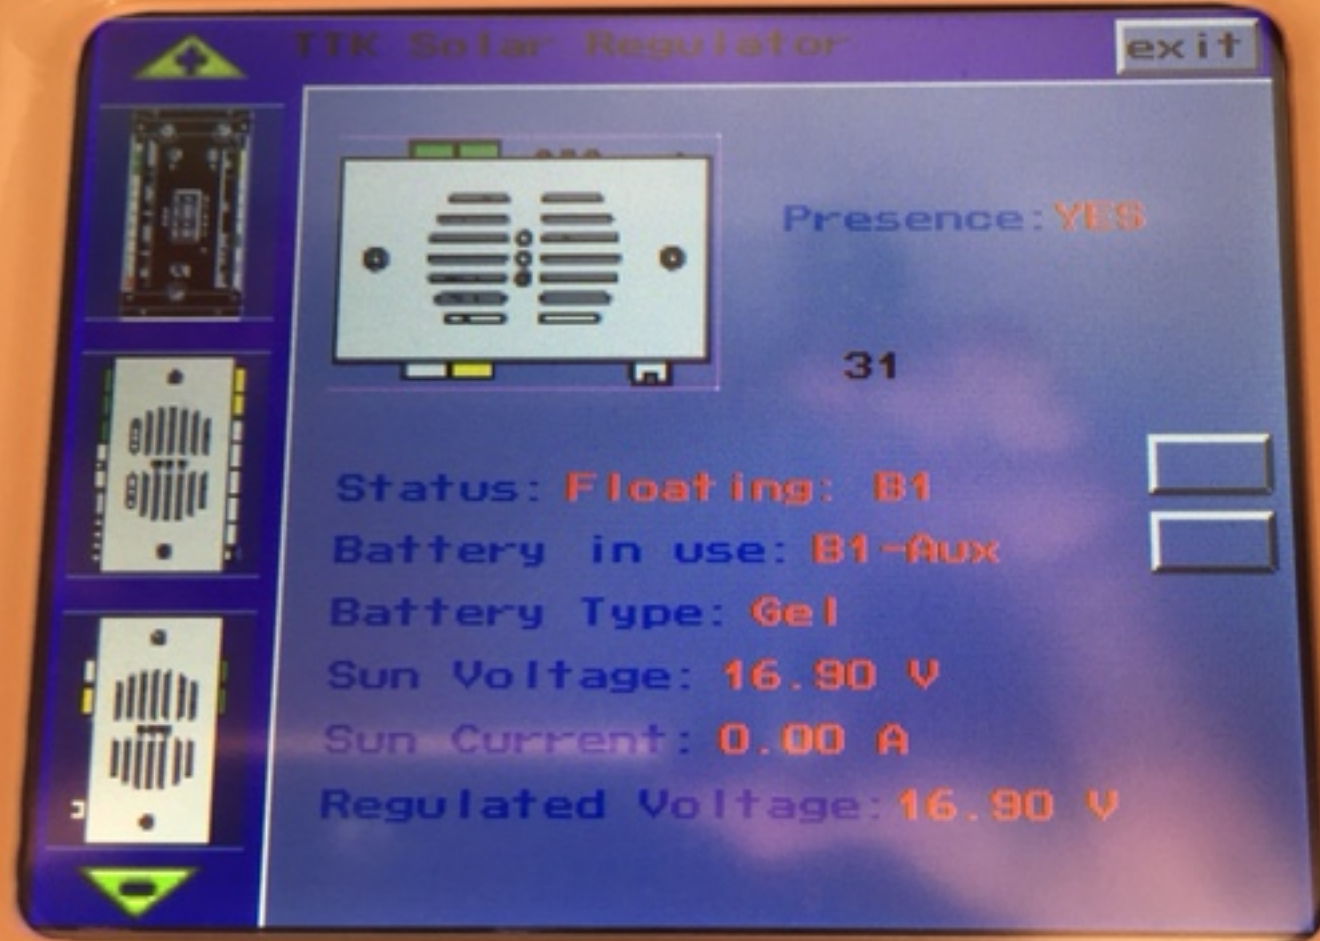 TTK Solar Regulator
exit
Presence: YES
31
Status: Floating: B1
Battery in use: B1-Aux
Battery Type: Gel
Sun Voltage: 16.90 V
Sun Current: 0.00 A
Regulated Voltage: 16.90 V